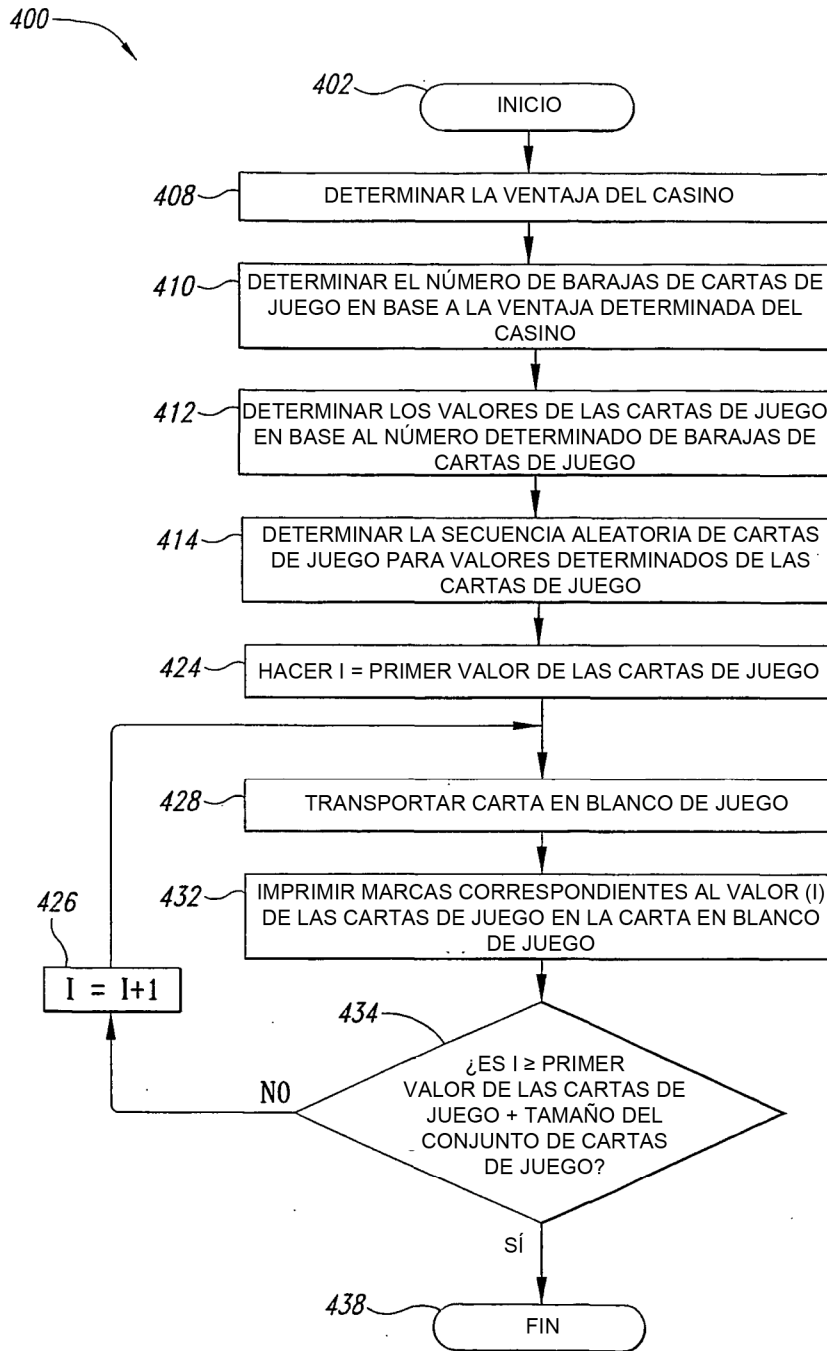 400
402
INICIO
408
DETERMINAR LA VENTAJA DEL CASINO
410
DETERMINAR EL NÚMERO DE BARAJAS DE CARTAS DE
JUEGO EN BASE A LA VENTAJA DETERMINADA DEL
CASINO
412
DETERMINAR LOS VALORES DE LAS CARTAS DE JUEGO
EN BASE AL NÚMERO DETERMINADO DE BARAJAS DE
CARTAS DE JUEGO
414
DETERMINAR LA SECUENCIA ALEATORIA DE CARTAS
DE JUEGO PARA VALORES DETERMINADOS DE LAS
CARTAS DE JUEGO
424
HACER I = PRIMER VALOR DE LAS CARTAS DE JUEGO
428
TRANSPORTAR CARTA EN BLANCO DE JUEGO
432
IMPRIMIR MARCAS CORRESPONDIENTES AL VALOR (I)
DE LAS CARTAS DE JUEGO EN LA CARTA EN BLANCO
DE JUEGO
426
I = I+1
434
¿ES I ≥ PRIMER
VALOR DE LAS CARTAS DE
JUEGO + TAMAÑO DEL
CONJUNTO DE CARTAS
DE JUEGO?
NO
SÍ
438
FIN